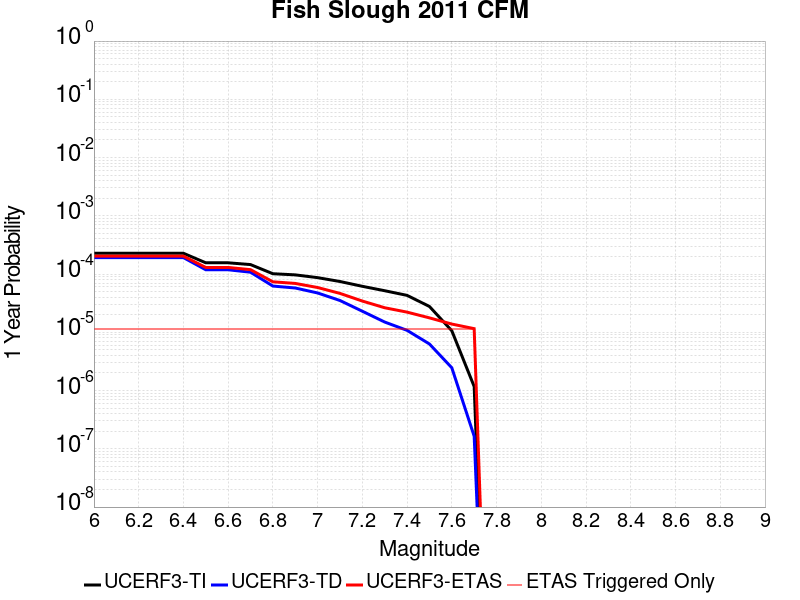 Fish Slough 2011 CFM
10^0
10^-1
10^-2
10^-3
10^-4
10^-5
10^-6
10^-7
10^-8
1 Year Probability
6 6.2 6.4 6.6 6.8 7 7.2 7.4 7.6 7.8 8 8.2 8.4 8.6 8.8 9
Magnitude
UCERF3-TI UCERF3-TD UCERF3-ETAS ETAS Triggered Only